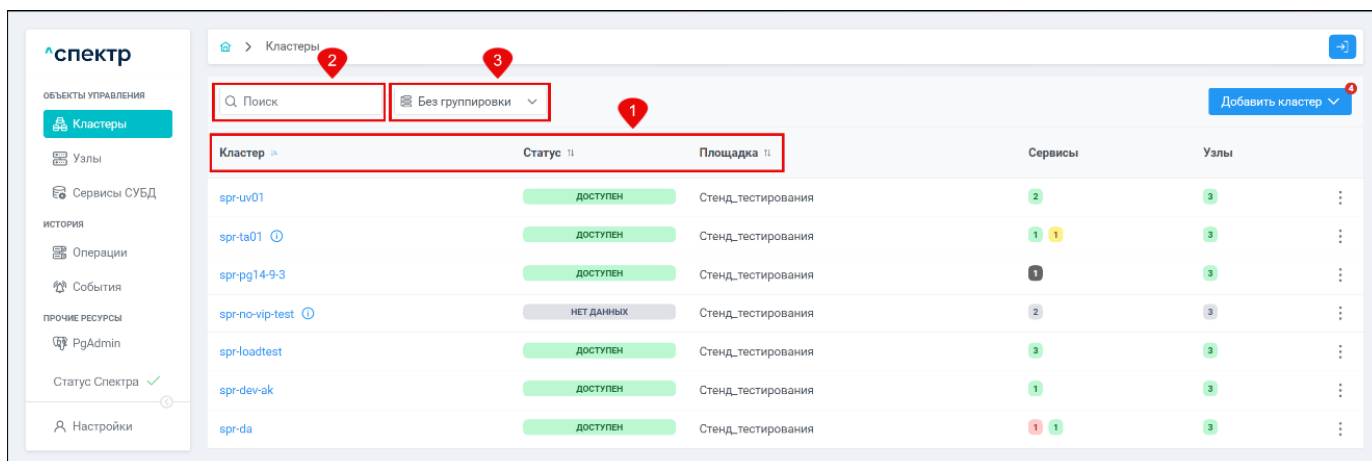 ^спектр
ОБЪЕКТЫ УПРАВЛЕНИЯ
Кластеры
Узлы
Сервисы СУБД
ИСТОРИЯ
Операции
События
ПРОЧИЕ РЕСУРСЫ
PgAdmin
Статус Спектра
Настройки
Кластеры
2
3
Поиск
Без группировки
1
Добавить кластер
4
Кластер Статус Площадка Сервисы Узлы
spr-uv01 ДОСТУПЕН Стенд_тестирования 2 3
spr-ta01 ДОСТУПЕН Стенд_тестирования 1 1 3
spr-pg14-9-3 ДОСТУПЕН Стенд_тестирования 1 3
spr-no-vip-test НЕТ ДАННЫХ Стенд_тестирования 2 3
spr-loadtest ДОСТУПЕН Стенд_тестирования 3 3
spr-dev-ak ДОСТУПЕН Стенд_тестирования 1 3
spr-da ДОСТУПЕН Стенд_тестирования 1 1 3